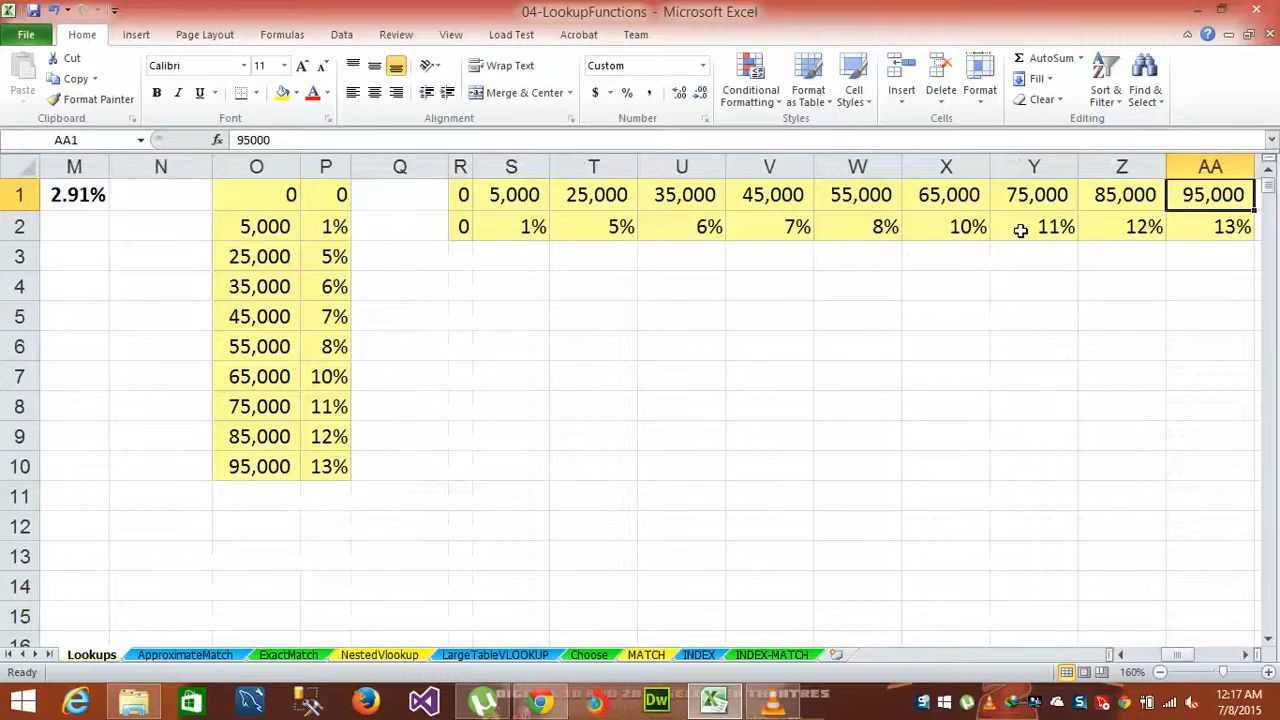 04-LookupFunctions - Microsoft Excel
File Home Insert Page Layout Formulas Data Review View Load Test Acrobat Team
Cut
Copy
Format Painter
Paste
Clipboard
Calibri 11
B I U
Font
Wrap Text
Merge & Center
Alignment
Custom
$ % ,
Number
Conditional Formatting
Format as Table
Cell Styles
Styles
Insert Delete Format
Cells
AutoSum
Fill
Clear
Sort & Filter
Find & Select
Editing
AA1 fx 95000
M N O P Q R S T U V W X Y Z AA
1 2.91% 0 0 0 5,000 25,000 35,000 45,000 55,000 65,000 75,000 85,000 95,000
2 5,000 1% 0 1% 5% 6% 7% 8% 10% 11% 12% 13%
3 25,000 5%
4 35,000 6%
5 45,000 7%
6 55,000 8%
7 65,000 10%
8 75,000 11%
9 85,000 12%
10 95,000 13%
11
12
13
14
15
16
Lookups ApproximateMatch ExactMatch NestedVlookup LargeTableVLOOKUP Choose MATCH INDEX INDEX-MATCH
Ready 160%
12:17 AM
7/8/2015